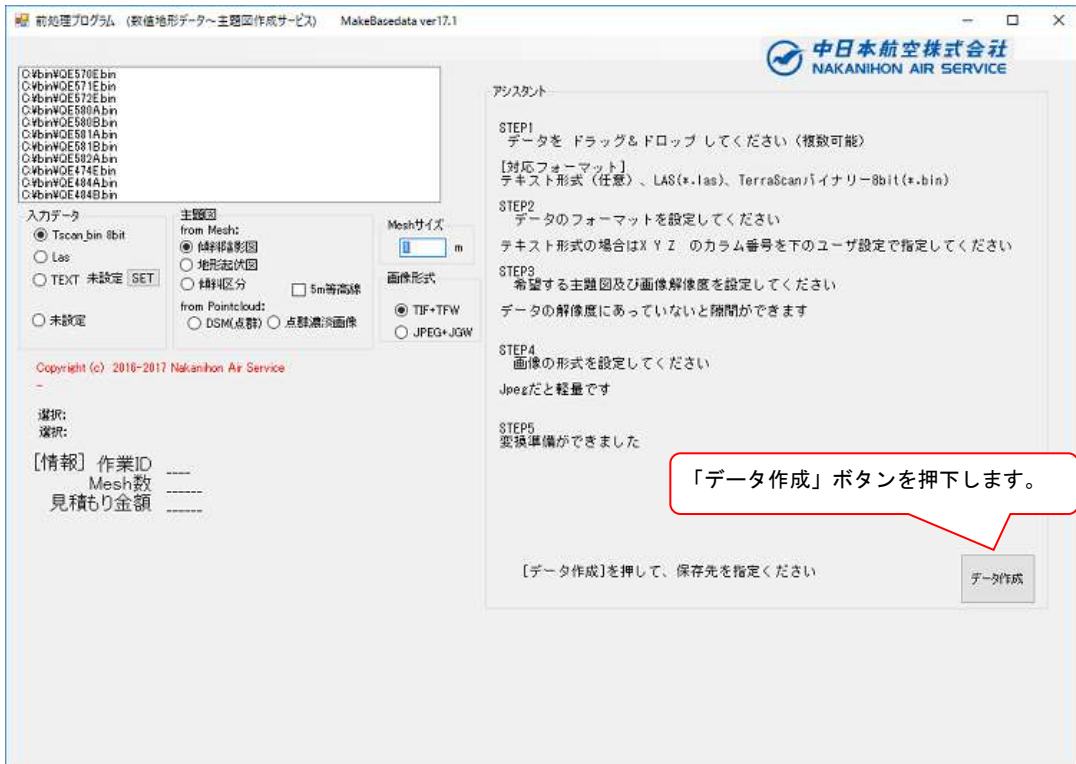 前処理プログラム (数値地形データ～主題図作成サービス) MakeBasedata ver17.1
中日本航空株式会社
NAKANIHON AIR SERVICE
C:¥bin¥QE570E.bin
C:¥bin¥QE571E.bin
C:¥bin¥QE572E.bin
C:¥bin¥QE580A.bin
C:¥bin¥QE580B.bin
C:¥bin¥QE581A.bin
C:¥bin¥QE581B.bin
C:¥bin¥QE582A.bin
C:¥bin¥QE474E.bin
C:¥bin¥QE484A.bin
C:¥bin¥QE484B.bin
入力データ
Tscan_bin 8bit
Las
TEXT 未設定 SET
未設定
主題図
from Mesh:
傾斜陰影図
地形起伏図
傾斜区分
5m等高線
from Pointcloud:
DSM(点群) 点群濃淡画像
Meshサイズ
m
画像形式
TIF+TFW
JPEG+JGW
Copyright (c) 2016-2017 Nakanihon Air Service
-
選択:
選択:
[情報] 作業ID ____
Mesh数 ______
見積もり金額 ______
アシスタント
STEP1
データを ドラッグ& ドロップ してください（複数可能）
[対応フォーマット]
テキスト形式（任意）、LAS(*.las)、TerraScanバイナリー8bit(*.bin)
STEP2
データのフォーマットを設定してください
テキスト形式の場合はX Y Z のカラム番号を下のユーザ設定で指定してください
STEP3
希望する主題図及び画像解像度を設定してください
データの解像度にあっていないと隙間ができます
STEP4
画像の形式を設定してください
Jpegだと軽量です
STEP5
変換準備ができました
「データ作成」ボタンを押下します。
[データ作成]を押して、保存先を指定ください
データ作成